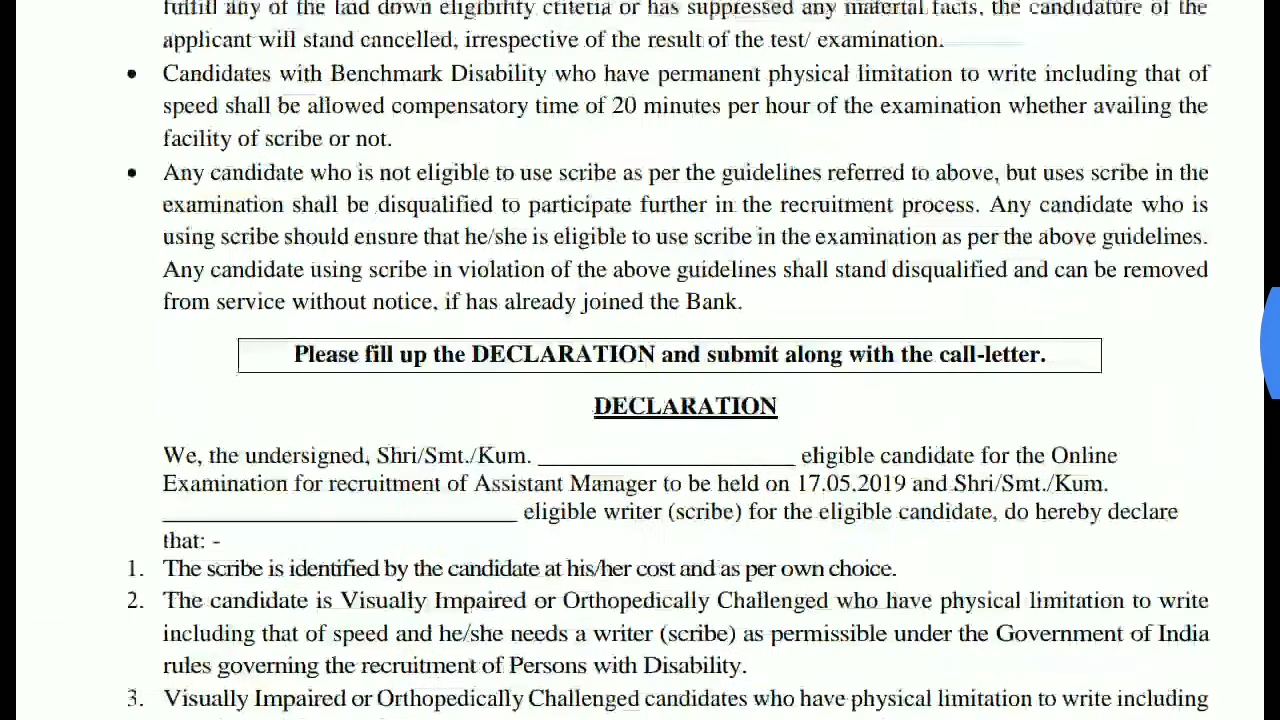 fulfill any of the laid down eligibility criteria or has suppressed any material facts, the candidature of the
applicant will stand cancelled, irrespective of the result of the test/ examination.
• Candidates with Benchmark Disability who have permanent physical limitation to write including that of
speed shall be allowed compensatory time of 20 minutes per hour of the examination whether availing the
facility of scribe or not.
• Any candidate who is not eligible to use scribe as per the guidelines referred to above, but uses scribe in the
examination shall be disqualified to participate further in the recruitment process. Any candidate who is
using scribe should ensure that he/she is eligible to use scribe in the examination as per the above guidelines.
Any candidate using scribe in violation of the above guidelines shall stand disqualified and can be removed
from service without notice, if has already joined the Bank.
Please fill up the DECLARATION and submit along with the call-letter.
DECLARATION
We, the undersigned, Shri/Smt./Kum. ____________________ eligible candidate for the Online
Examination for recruitment of Assistant Manager to be held on 17.05.2019 and Shri/Smt./Kum.
____________________________ eligible writer (scribe) for the eligible candidate, do hereby declare
that: -
1. The scribe is identified by the candidate at his/her cost and as per own choice.
2. The candidate is Visually Impaired or Orthopedically Challenged who have physical limitation to write
including that of speed and he/she needs a writer (scribe) as permissible under the Government of India
rules governing the recruitment of Persons with Disability.
3. Visually Impaired or Orthopedically Challenged candidates who have physical limitation to write including